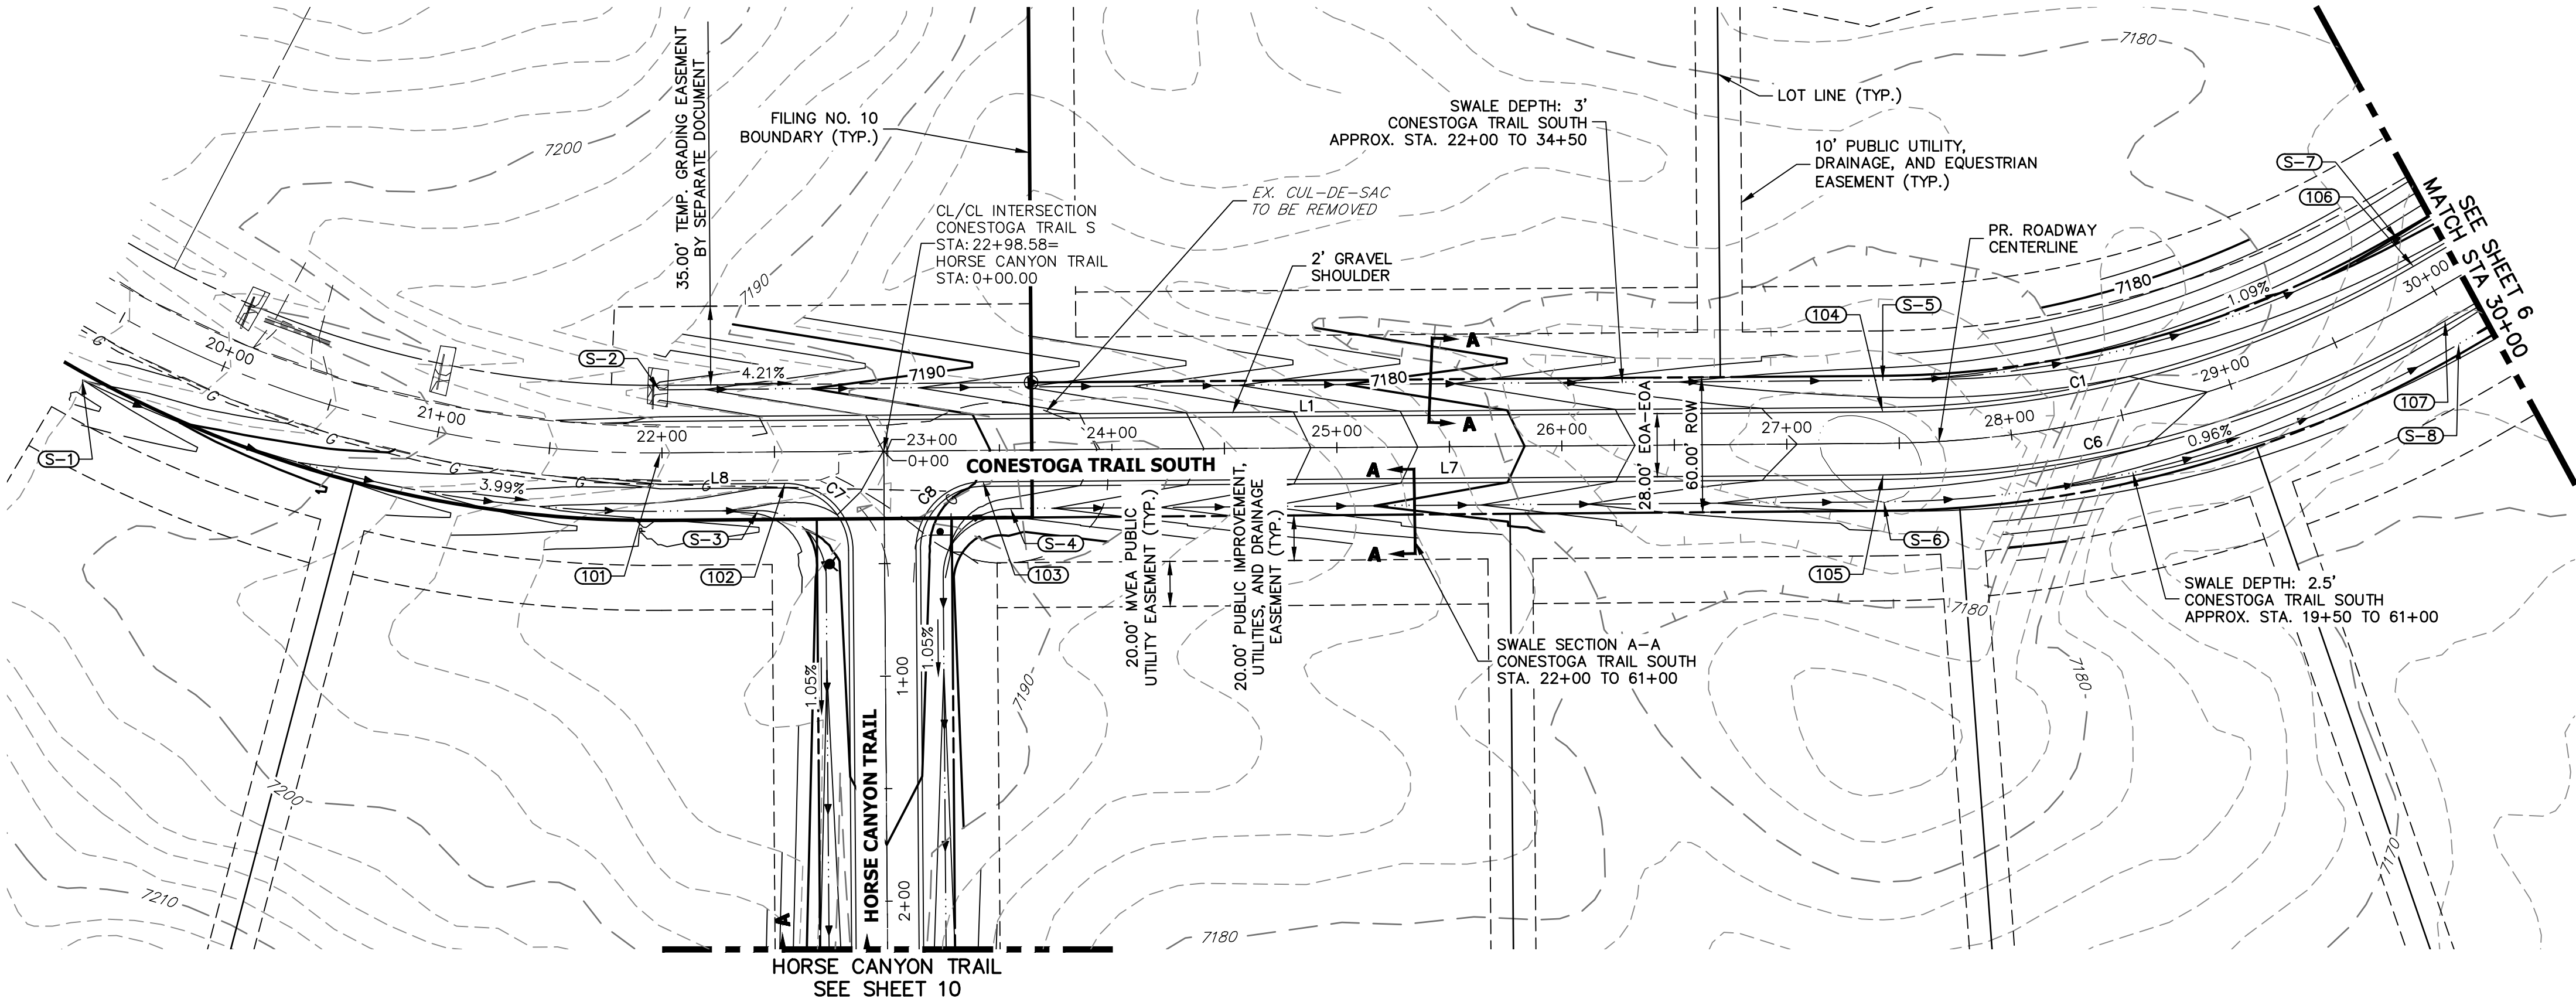 7180
35.00' TEMP. GRADING EASEMENT
BY SEPARATE DOCUMENT
FILING NO. 10
BOUNDARY (TYP.)
7200
SWALE DEPTH: 3'
CONESTOGA TRAIL SOUTH
APPROX. STA. 22+00 TO 34+50
LOT LINE (TYP.)
10' PUBLIC UTILITY,
DRAINAGE, AND EQUESTRIAN
EASEMENT (TYP.)
S-7
106
SEE SHEET 6
MATCH STA 30+00
EX. CUL-DE-SAC
TO BE REMOVED
CL/CL INTERSECTION
CONESTOGA TRAIL S
STA: 22+98.58=
HORSE CANYON TRAIL
STA: 0+00.00
2' GRAVEL
SHOULDER
PR. ROADWAY
CENTERLINE
7190
7180
1.09%
30+00
S-5
104
A
G
20+00
S-2
4.21%
7190
7180
C1
29+00
107
S-8
G
21+00
L1
A
28.00' EOA-EOA
60.00' ROW
28+00
C6
0.96%
22+00
23+00
0+00
24+00
25+00
26+00
27+00
CONESTOGA TRAIL SOUTH
A
L7
S-1
G
G
3.99%
L8
G
G
C7
C8
G
S-3
S-4
A
S-6
101
102
103
105
20.00' MVEA PUBLIC
UTILITY EASEMENT (TYP.)
20.00' PUBLIC IMPROVEMENT,
UTILITIES, AND DRAINAGE
EASEMENT (TYP.)
SWALE DEPTH: 2.5'
CONESTOGA TRAIL SOUTH
APPROX. STA. 19+50 TO 61+00
7180
SWALE SECTION A-A
CONESTOGA TRAIL SOUTH
STA. 22+00 TO 61+00
1.05%
1.05%
1+00
7190
7180
7200
HORSE CANYON TRAIL
2+00
7170
7210
A
7180
HORSE CANYON TRAIL
SEE SHEET 10